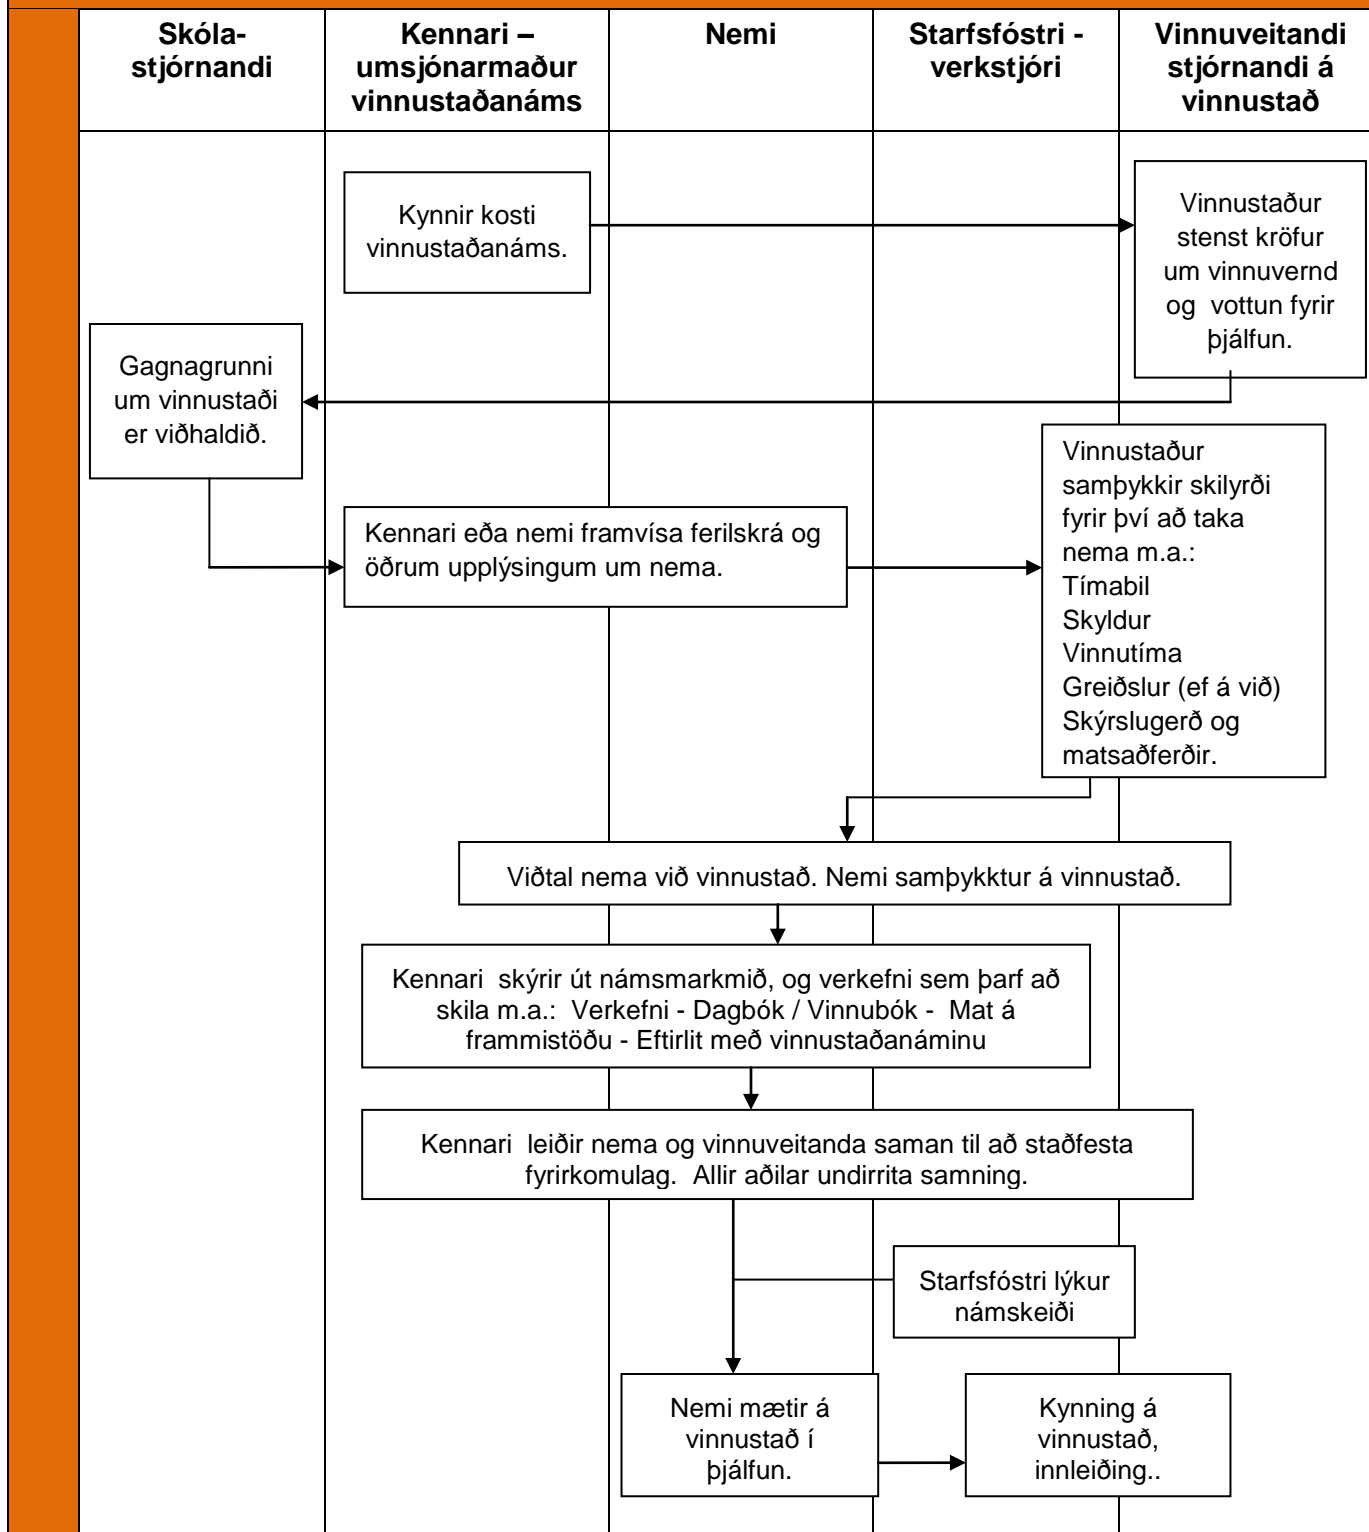 Skóla-
stjórnandi
Kennari –
umsjónarmaður
vinnustaðanáms
Nemi
Starfsfóstri -
verkstjóri
Vinnuveitandi
stjórnandi á
vinnustað
Kynnir kosti
vinnustaðanáms.
Vinnustaður
stenst kröfur
um vinnuvernd
og  vottun fyrir
þjálfun.
Gagnagrunni
um vinnustaði
er viðhaldið.
Kennari eða nemi framvísa ferilskrá og
öðrum upplýsingum um nema.
Vinnustaður
samþykkir skilyrði
fyrir því að taka
nema m.a.:
Tímabil
Skyldur
Vinnutíma
Greiðslur (ef á við)
Skýrslugerð og
matsaðferðir.
Viðtal nema við vinnustað. Nemi samþykktur á vinnustað.
Kennari  skýrir út námsmarkmið, og verkefni sem þarf að
skila m.a.:  Verkefni - Dagbók / Vinnubók -  Mat á
frammistöðu - Eftirlit með vinnustaðanáminu
Kennari  leiðir nema og vinnuveitanda saman til að staðfesta
fyrirkomulag.  Allir aðilar undirrita samning.
Starfsfóstri lýkur
námskeiði
Nemi mætir á
vinnustað í
þjálfun.
Kynning á
vinnustað,
innleiðing..